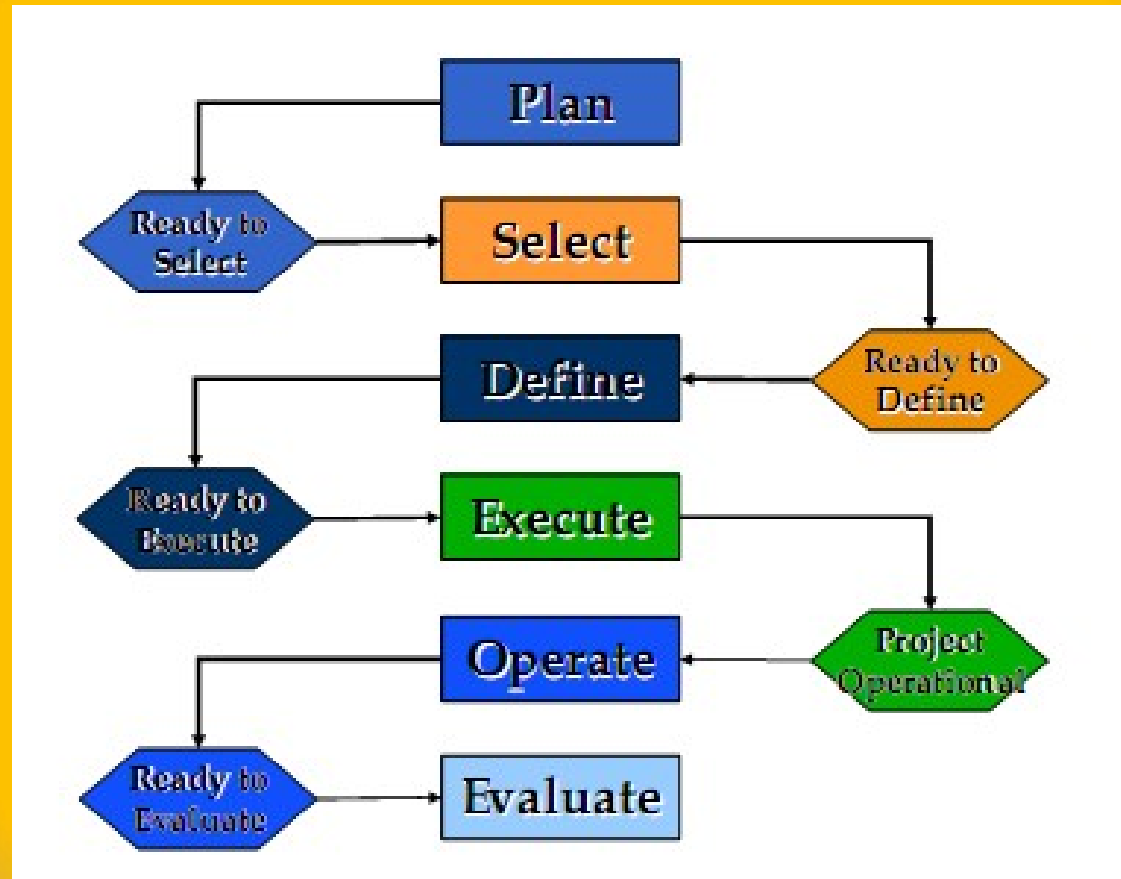 Plan
Ready to
Select
Select
Define
Ready to
Define
Ready to
Execute
Execute
Operate
Project
Operational
Ready to
Evaluate
Evaluate